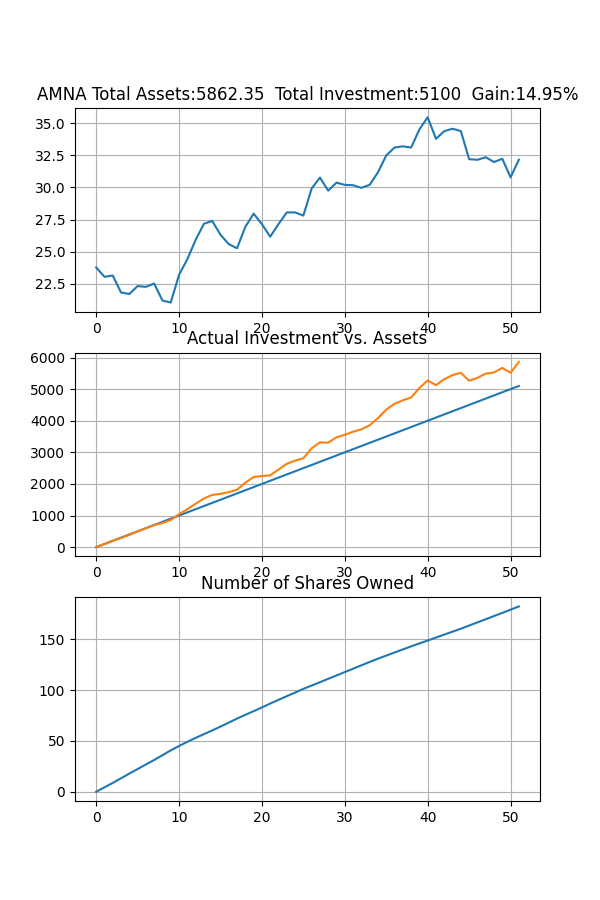 AMNA Total Assets:5862.35  Total Investment:5100  Gain:14.95%
35.0
32.5
30.0
27.5
25.0
22.5
0 10 20 30 40 50
Actual Investment vs. Assets
6000
5000
4000
3000
2000
1000
0
0 10 20 30 40 50
Number of Shares Owned
150
100
50
0
0 10 20 30 40 50